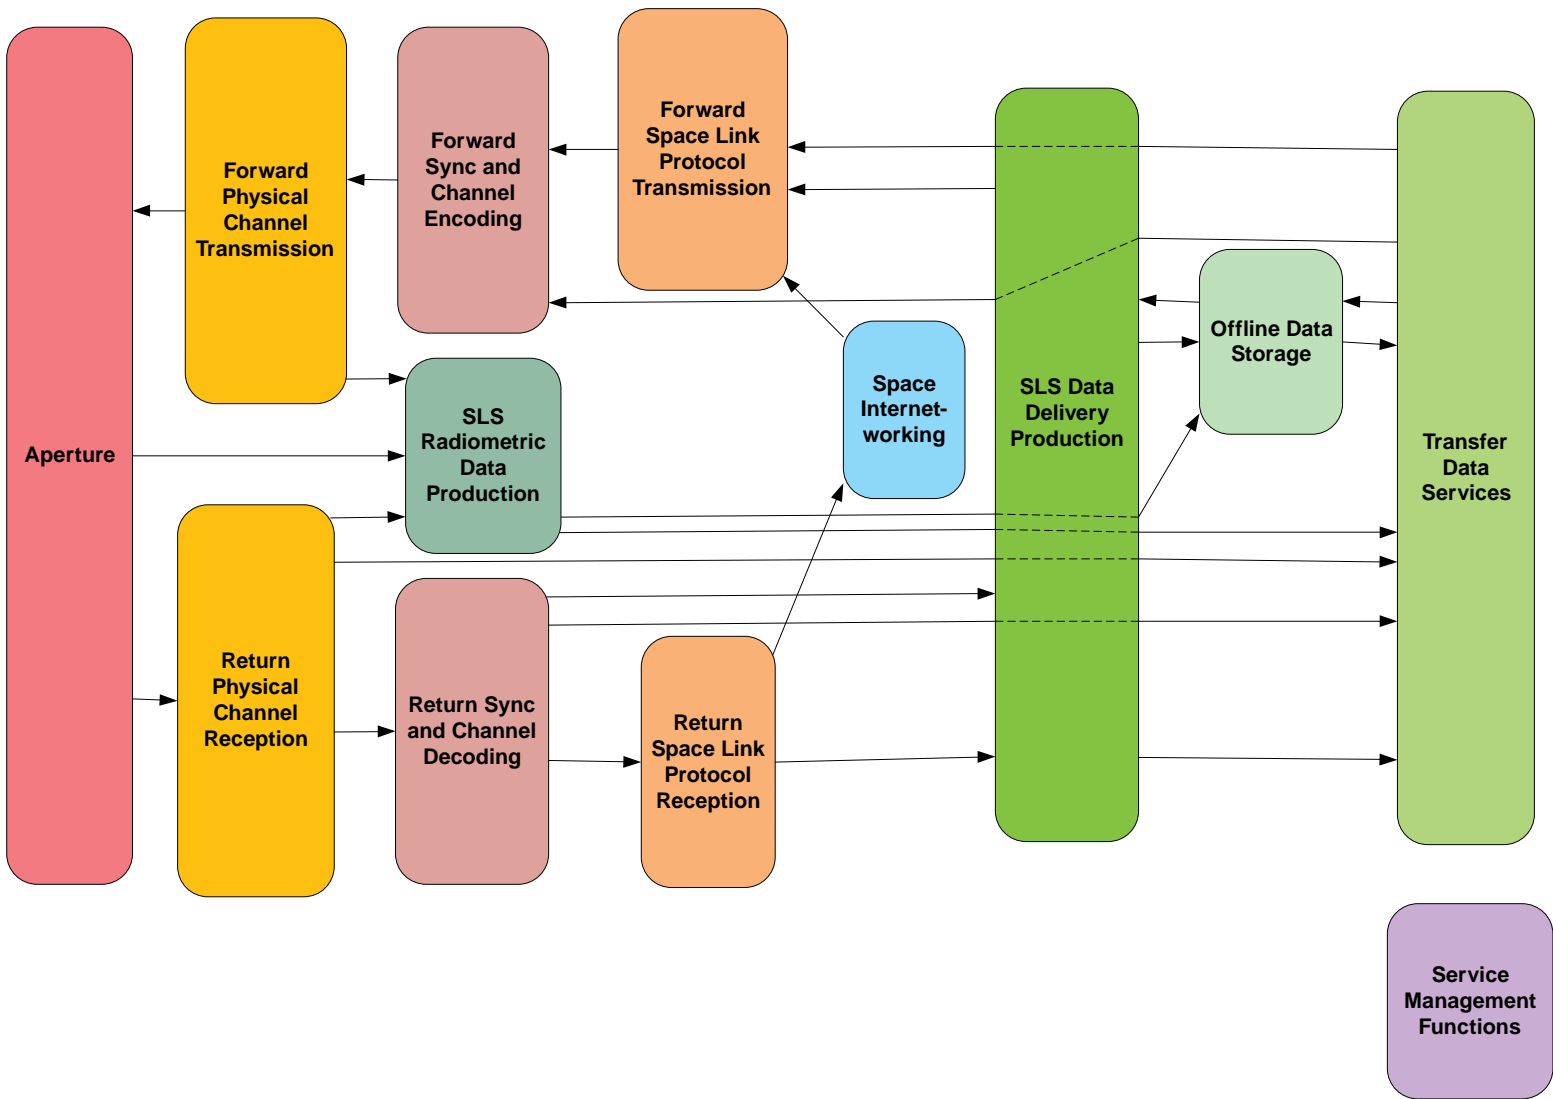 Aperture
Forward
Physical
Channel
Transmission
Forward
Sync and
Channel
Encoding
Forward
Space Link
Protocol
Transmission
SLS
Radiometric
Data
Production
Space
Internet-
working
SLS Data
Delivery
Production
Offline Data
Storage
Transfer
Data
Services
Return
Physical
Channel
Reception
Return Sync
and Channel
Decoding
Return
Space Link
Protocol
Reception
Service
Management
Functions